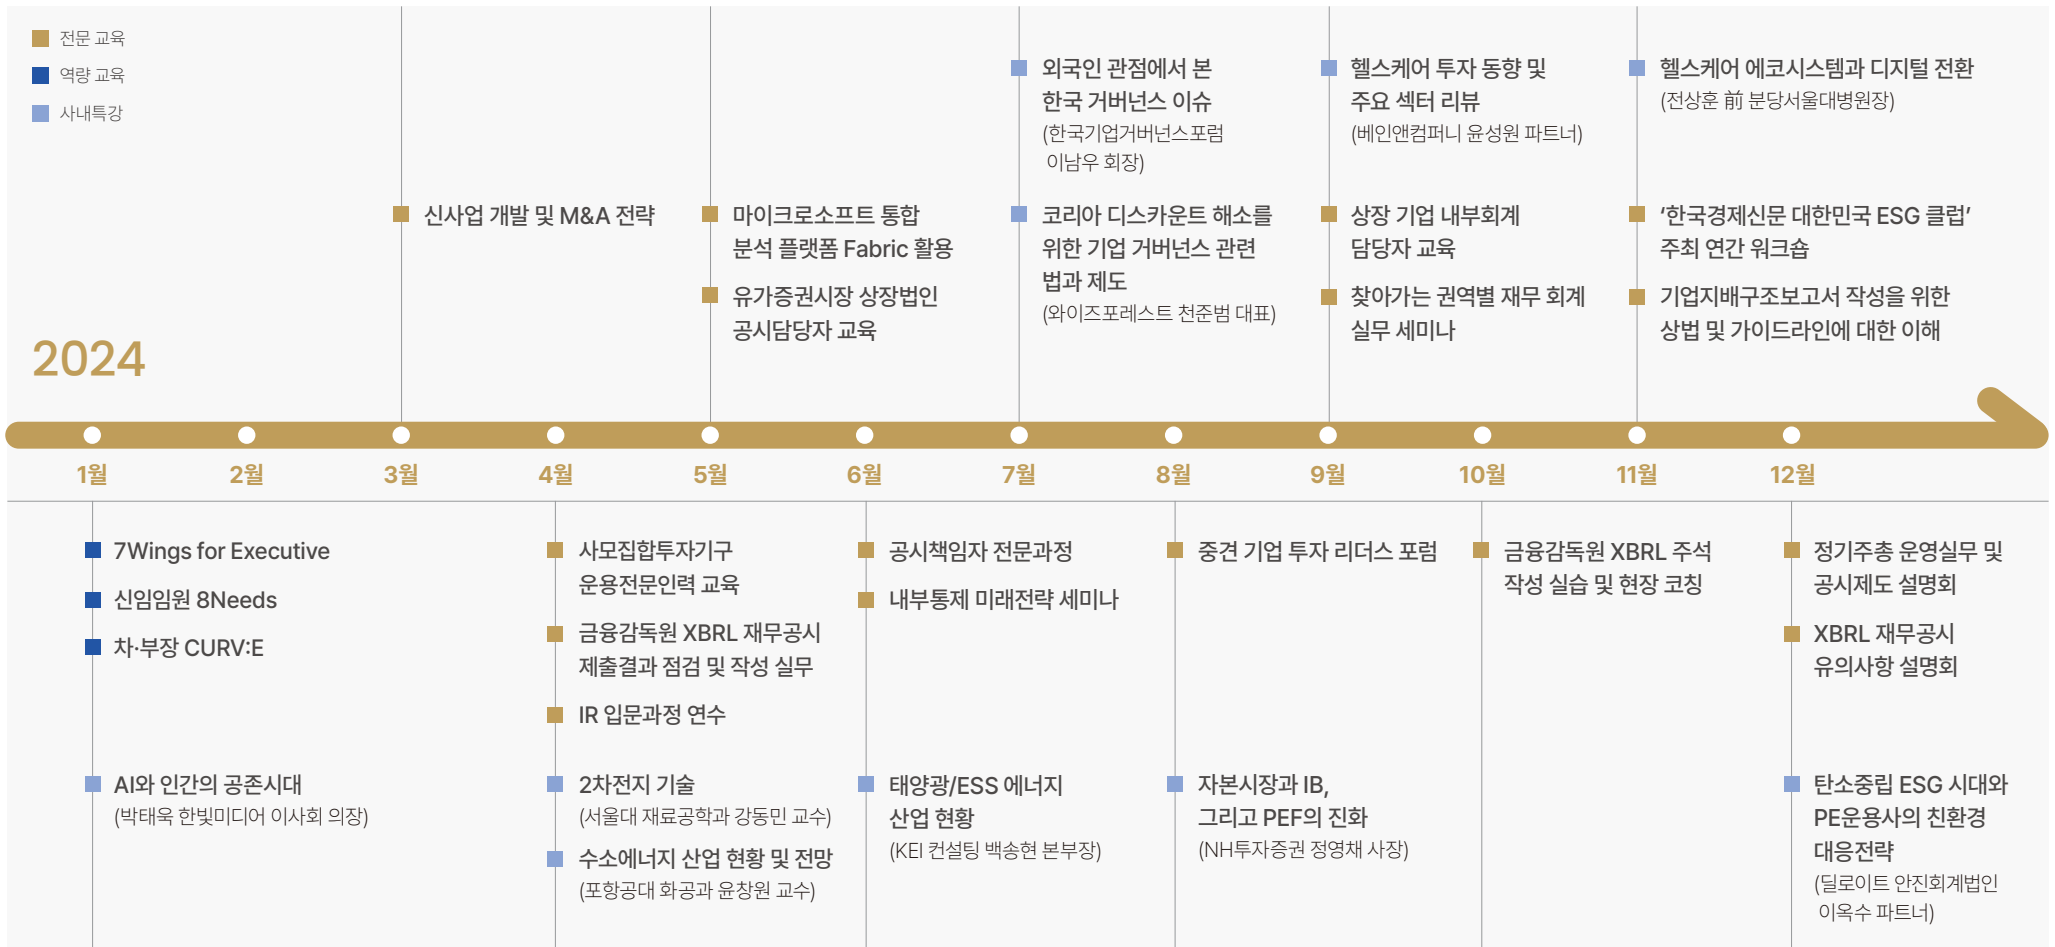 전문 교육
역량 교육
사내특강
2024
신사업 개발 및 M&A 전략
마이크로소프트 통합
분석 플랫폼 Fabric 활용
유가증권시장 상장법인
공시담당자 교육
외국인 관점에서 본
한국 거버넌스 이슈
(한국기업거버넌스포럼
이남우 회장)
코리아 디스카운트 해소를
위한 기업 거버넌스 관련
법과 제도
(와이즈포레스트 천준범 대표)
헬스케어 투자 동향 및
주요 섹터 리뷰
(베인앤컴퍼니 윤성원 파트너)
상장 기업 내부회계
담당자 교육
찾아가는 권역별 재무 회계
실무 세미나
헬스케어 에코시스템과 디지털 전환
(전상훈 前 분당서울대병원장)
‘한국경제신문 대한민국 ESG 클럽’
주최 연간 워크숍
기업지배구조보고서 작성을 위한
상법 및 가이드라인에 대한 이해
1월
2월
3월
4월
5월
6월
7월
8월
9월
10월
11월
12월
7Wings for Executive
신임임원 8Needs
차·부장 CURV:E
AI와 인간의 공존시대
(박태욱 한빛미디어 이사회 의장)
사모집합투자기구
운용전문인력 교육
금융감독원 XBRL 재무공시
제출결과 점검 및 작성 실무
IR 입문과정 연수
2차전지 기술
(서울대 재료공학과 강동민 교수)
수소에너지 산업 현황 및 전망
(포항공대 화공과 윤창원 교수)
공시책임자 전문과정
내부통제 미래전략 세미나
태양광/ESS 에너지
산업 현황
(KEI 컨설팅 백송현 본부장)
중견 기업 투자 리더스 포럼
자본시장과 IB,
그리고 PEF의 진화
(NH투자증권 정영채 사장)
금융감독원 XBRL 주석
작성 실습 및 현장 코칭
정기주총 운영실무 및
공시제도 설명회
XBRL 재무공시
유의사항 설명회
탄소중립 ESG 시대와
PE운용사의 친환경
대응전략
(딜로이트 안진회계법인
이옥수 파트너)